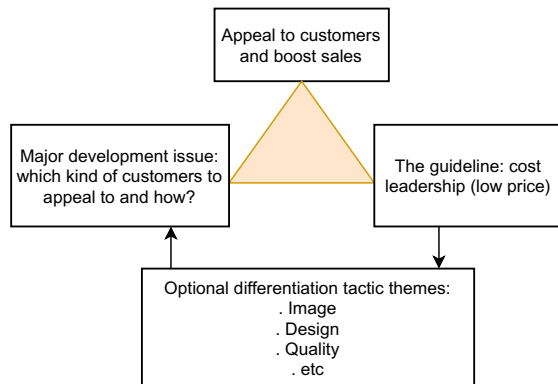 Appeal to customers
and boost sales
Major development issue:
which kind of customers to
appeal to and how?
The guideline: cost
leadership (low price)
Optional differentiation tactic themes:
. Image
. Design
. Quality
. etc